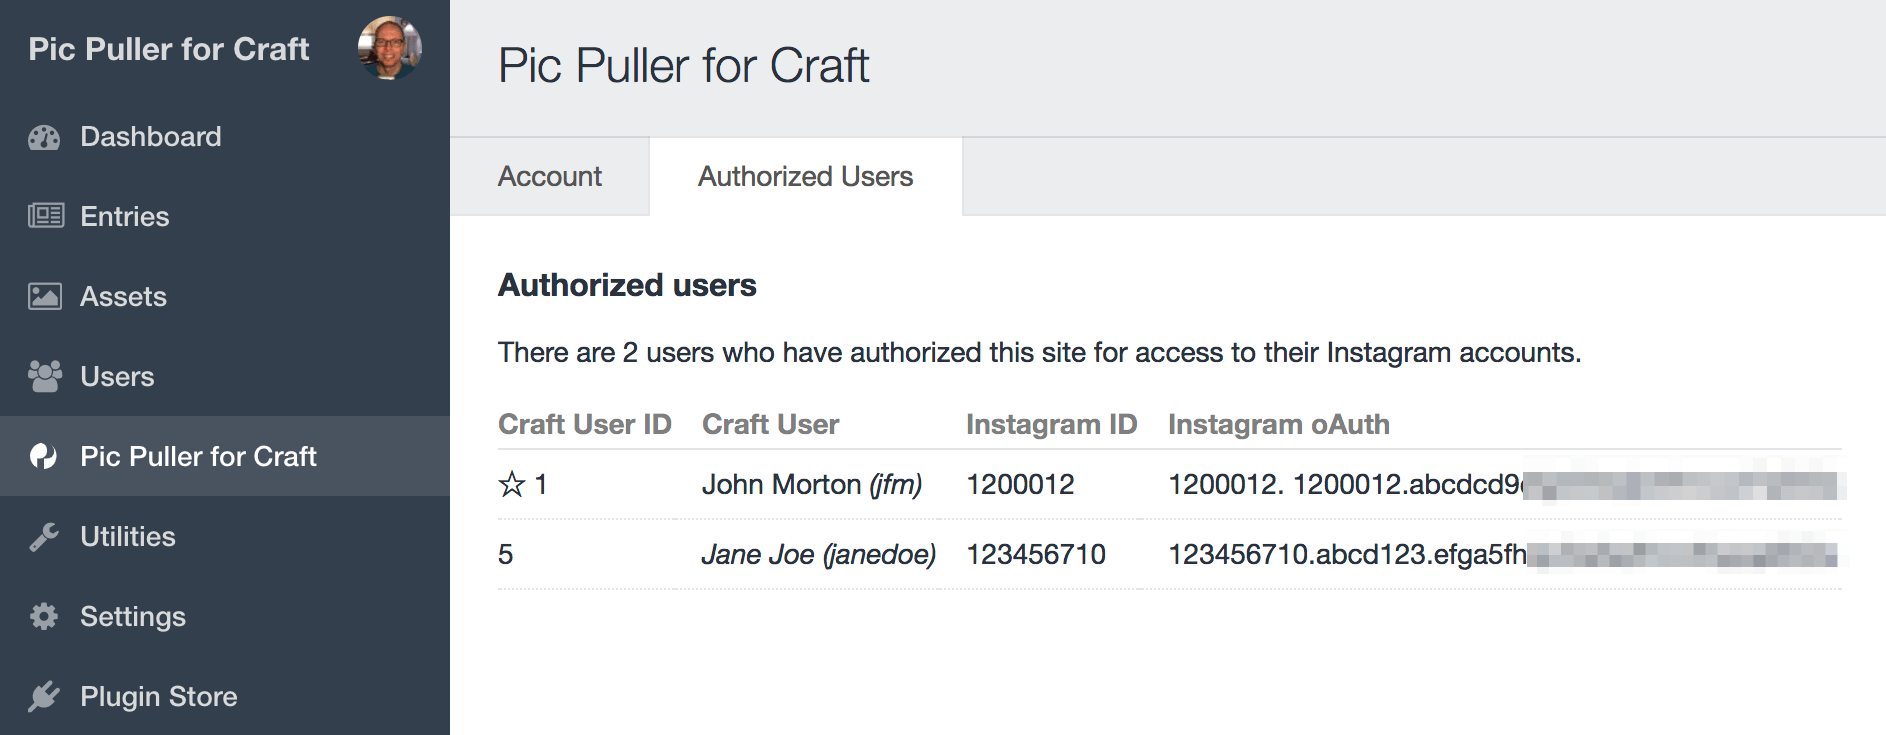 Pic Puller for Craft
Dashboard
Entries
Assets
Users
Pic Puller for Craft
Utilities
Settings
Plugin Store
Pic Puller for Craft
Account Authorized Users
Authorized users
There are 2 users who have authorized this site for access to their Instagram accounts.
Craft User ID Craft User Instagram ID Instagram oAuth
☆ 1 John Morton (jfm) 1200012 1200012. 1200012.abcdcd9
5 Jane Joe (janedoe) 123456710 123456710.abcd123.efga5fh